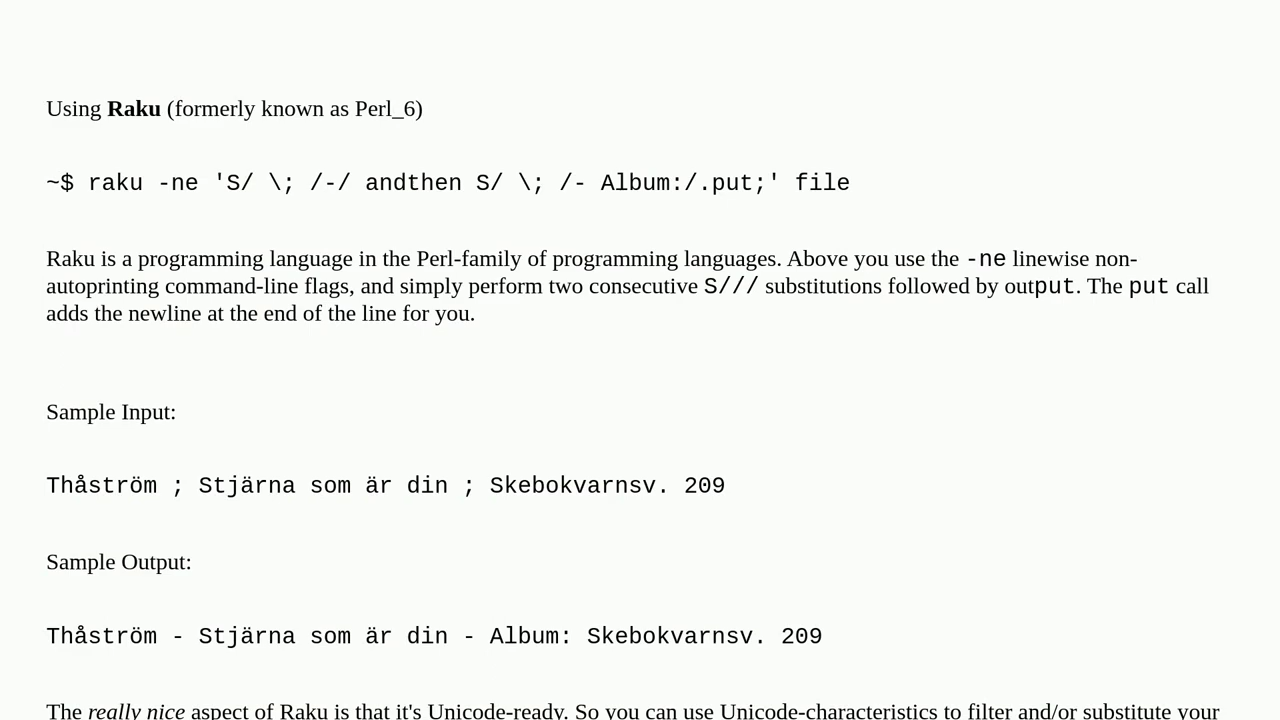 Using Raku (formerly known as Perl_6)
~$ raku -ne 'S/ \; /-/ andthen S/ \; /- Album:/.put;' file
Raku is a programming language in the Perl-family of programming languages. Above you use the -ne linewise non-
autoprinting command-line flags, and simply perform two consecutive S/// substitutions followed by output. The put call
adds the newline at the end of the line for you.
Sample Input:
Thåström ; Stjärna som är din ; Skebokvarnsv. 209
Sample Output:
Thåström - Stjärna som är din - Album: Skebokvarnsv. 209
The really nice aspect of Raku is that it's Unicode-ready. So you can use Unicode-characters to filter and/or substitute your